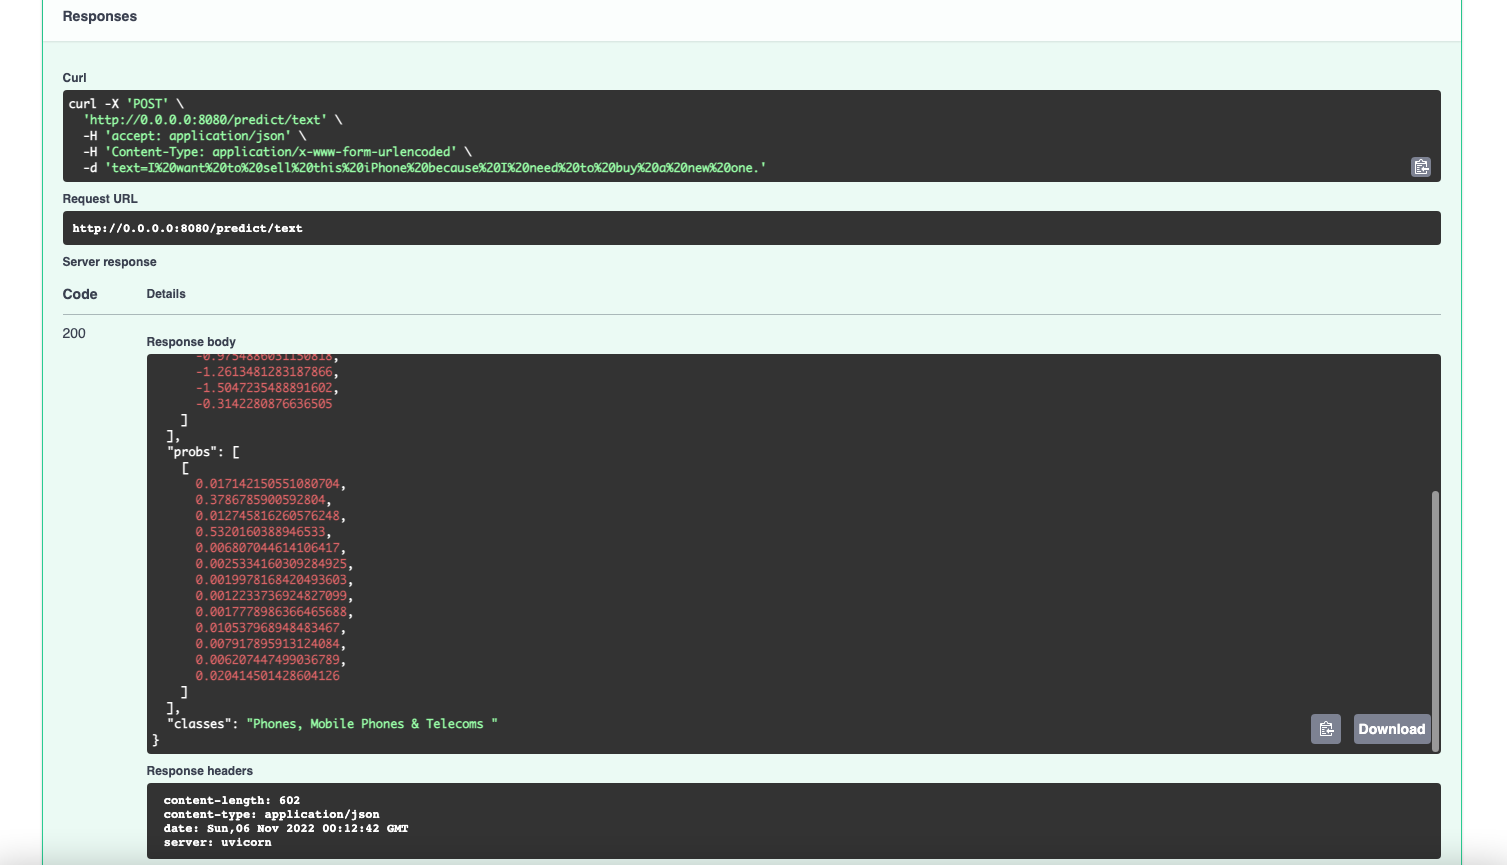 Responses
Curl
curl -X 'POST' \
'http://0.0.0.0:8080/predict/text' \
-H 'accept: application/json' \
-H 'Content-Type: application/x-www-form-urlencoded' \
-d 'text=I%20want%20to%20sell%20this%20iPhone%20because%20I%20need%20to%20buy%20a%20new%20one.'
Request URL
http://0.0.0.0:8080/predict/text
Server response
Code Details
200
Response body
-0.9754886031150818,
-1.2613481283187866,
-1.5047235488891602,
-0.3142280876636505
]
],
"probs": [
[
0.017142150551080704,
0.3786785900592804,
0.012745816260576248,
0.5320160388946533,
0.006807044614106417,
0.0025334160309284925,
0.0019978168420493603,
0.0012233736924827099,
0.0017778986366465688,
0.010537968948483467,
0.007917895913124084,
0.006207447499036789,
0.020414501428604126
]
],
"classes": "Phones, Mobile Phones & Telecoms "
}
Download
Response headers
content-length: 602
content-type: application/json
date: Sun,06 Nov 2022 00:12:42 GMT
server: uvicorn